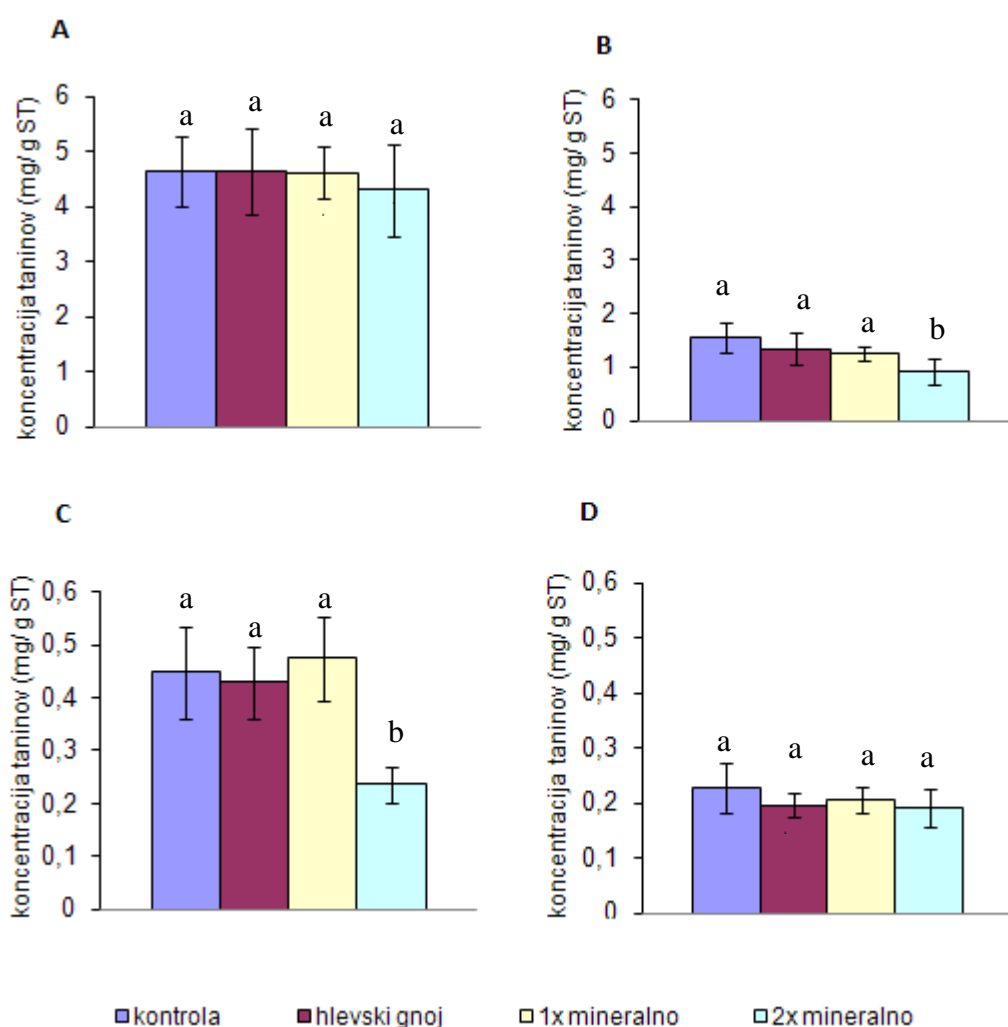 A
koncentracija taninov (mg/ g ST)
6
5
4
3
2
1
0
a
a
a
a
B
koncentracija taninov (mg/ g ST)
6
5
4
3
2
1
0
a
a
a
b
C
koncentracija taninov (mg/ g ST)
0,6
0,5
0,4
0,3
0,2
0,1
0
a
a
a
b
D
koncentracija taninov (mg/ g ST)
0,6
0,5
0,4
0,3
0,2
0,1
0
a
a
a
a
kontrola hlevski gnoj 1x mineralno 2x mineralno